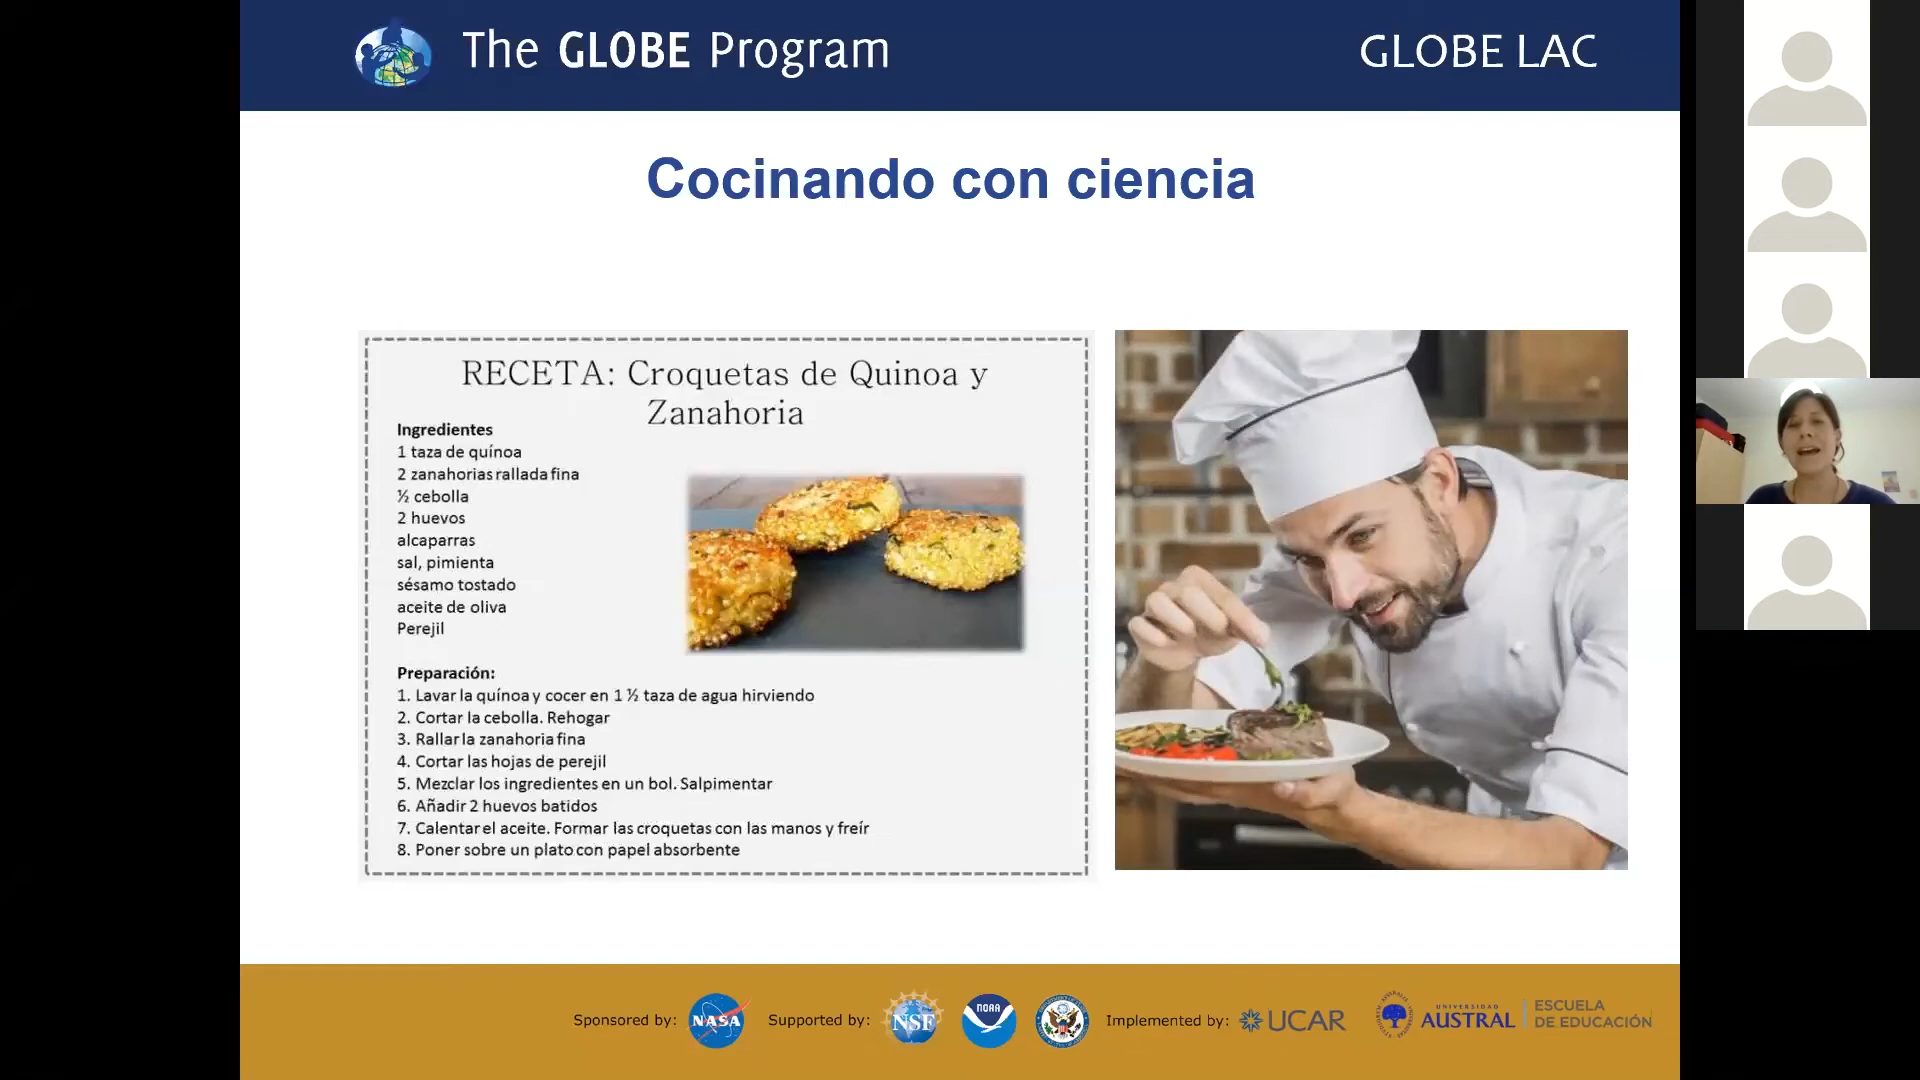 The GLOBE Program
GLOBE LAC
Cocinando con ciencia
RECETA: Croquetas de Quinoa y
Zanahoria
Ingredientes
1 taza de quínoa
2 zanahorias rallada fina
½ cebolla
2 huevos
alcaparras
sal, pimienta
sésamo tostado
aceite de oliva
Perejil
Preparación:
1. Lavar la quínoa y cocer en 1 ½ taza de agua hirviendo
2. Cortar la cebolla. Rehogar
3. Rallar la zanahoria fina
4. Cortar las hojas de perejil
5. Mezclar los ingredientes en un bol. Salpimentar
6. Añadir 2 huevos batidos
7. Calentar el aceite. Formar las croquetas con las manos y freír
8. Poner sobre un plato con papel absorbente
Sponsored by:
NASA
Supported by:
NSF
NOAA
Implemented by:
UCAR
UNIVERSIDAD
AUSTRAL
ESCUELA
DE EDUCACIÓN